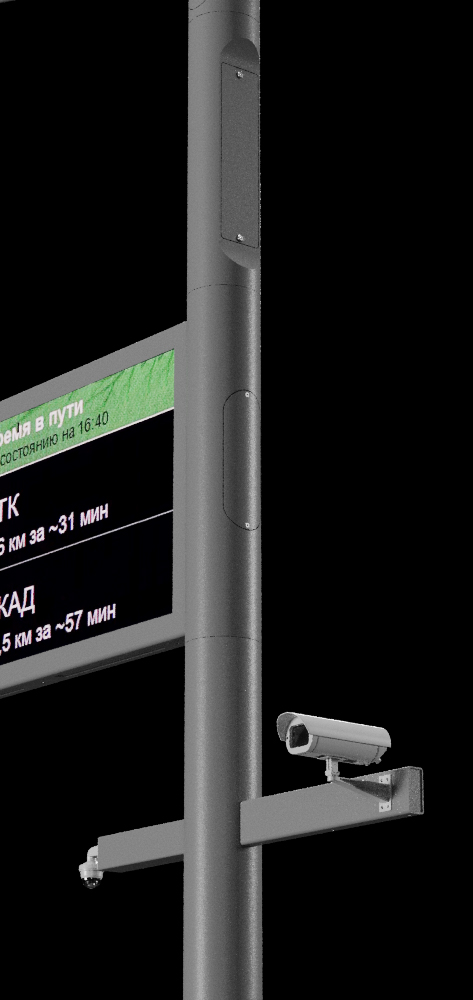 ремя в пути
состоянию на 16:40
ТК
6 км за ~31 мин
КАД
,5 км за ~57 мин